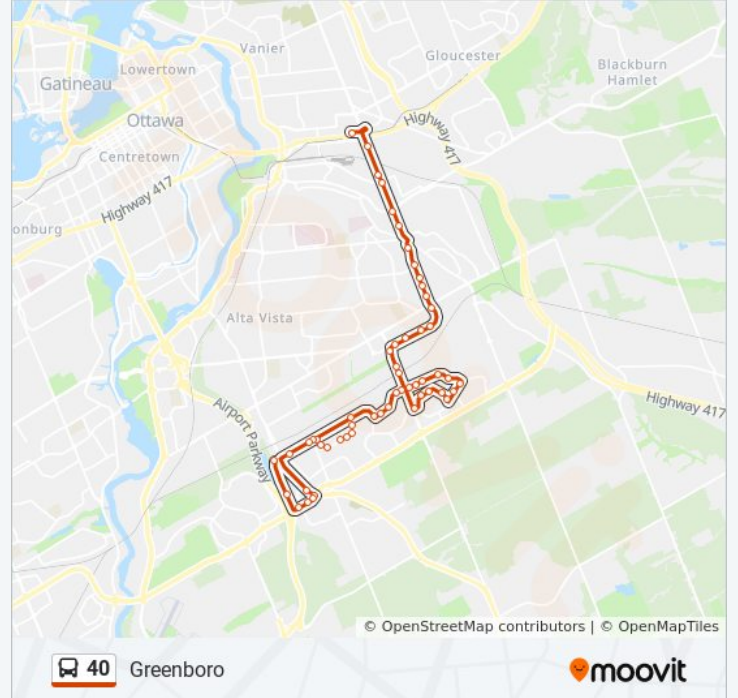 Vanier
Gloucester
Lowertown
Blackburn
Hamlet
Gatineau
Ottawa
Highway 417
Centretown
Highway 417
onburg
Alta Vista
Airport Parkway
Highway 417
© OpenStreetMap contributors | © OpenMapTiles
40 Greenboro
moovit